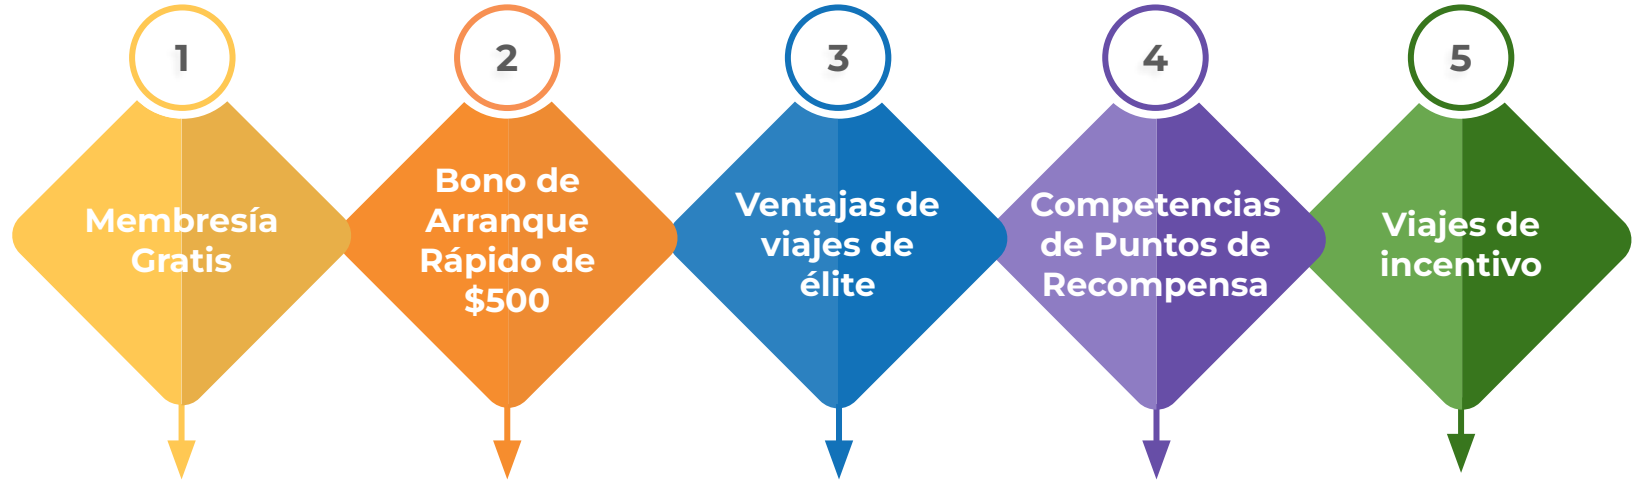 1
Membresía
Gratis
2
Bono de
Arranque
Rápido de
$500
3
Ventajas de
viajes de
élite
4
Competencias
de Puntos de
Recompensa
5
Viajes de
incentivo